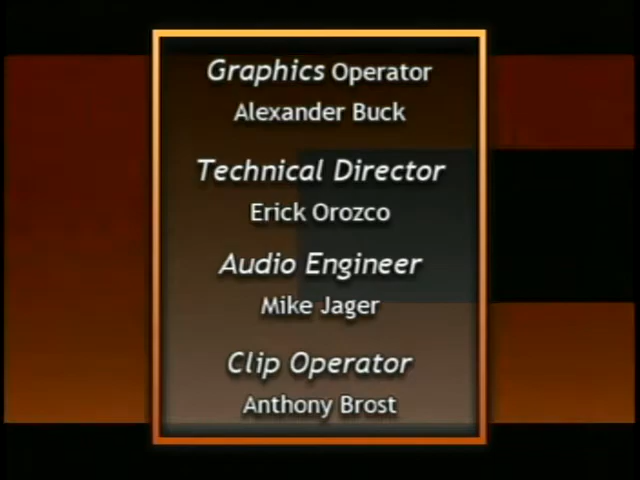 Graphics Operator
Alexander Buck
Technical Director
Erick Orozco
Audio Engineer
Mike Jager
Clip Operator
Anthony Brost